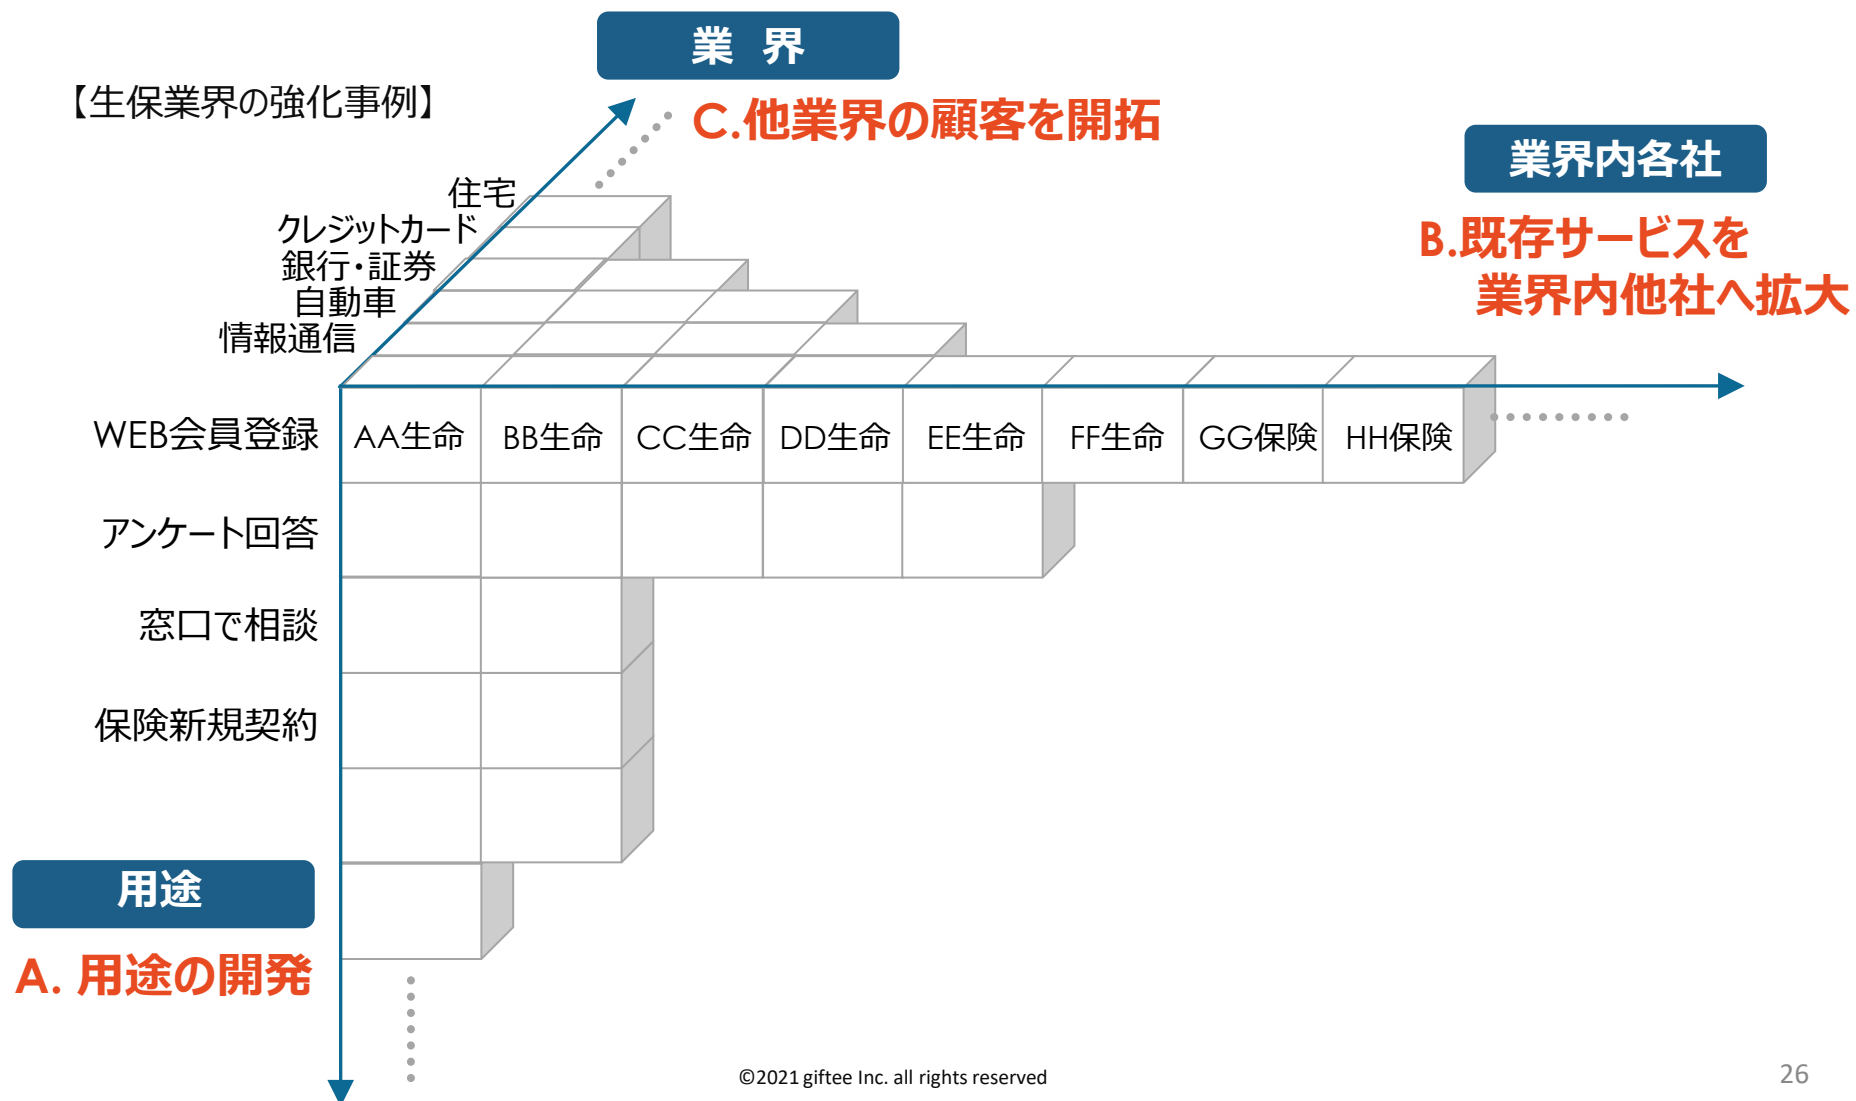 業 界
【生保業界の強化事例】
C.他業界の顧客を開拓
業界内各社
B.既存サービスを
業界内他社へ拡大
住宅
クレジットカード
銀行・証券
自動車
情報通信
WEB会員登録
AA生命
BB生命
CC生命
DD生命
EE生命
FF生命
GG保険
HH保険
アンケート回答
窓口で相談
保険新規契約
用途
A. 用途の開発
©2021 giftee Inc. all rights reserved
26